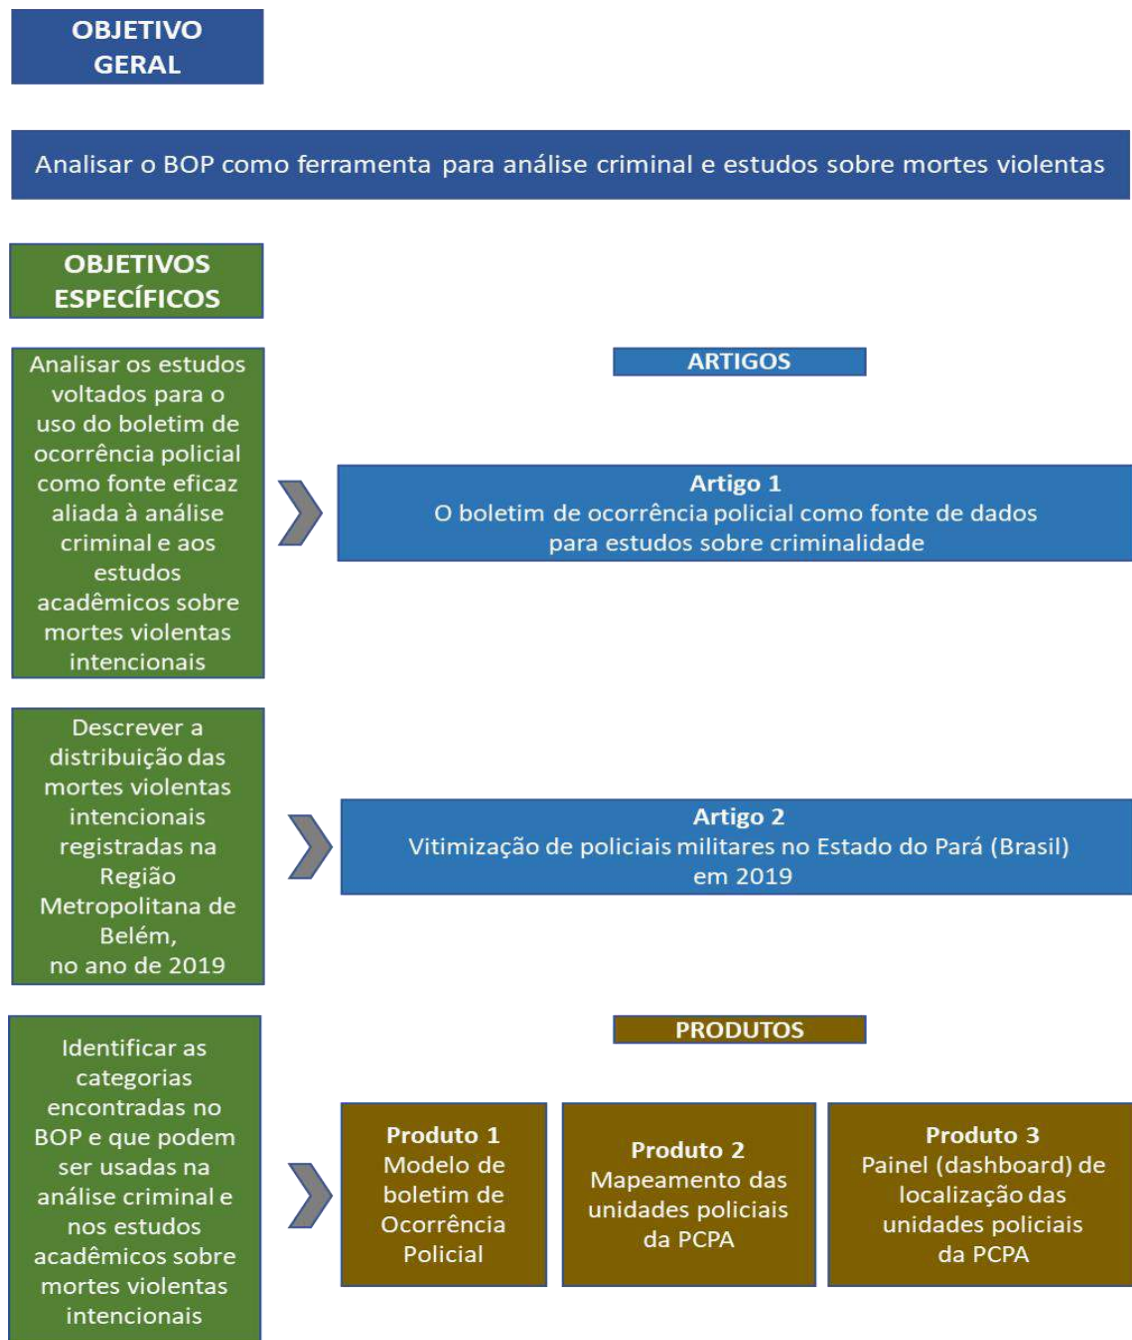 OBJETIVO
GERAL
Analisar o BOP como ferramenta para análise criminal e estudos sobre mortes violentas
OBJETIVOS
ESPECÍFICOS
Analisar os estudos
voltados para o
uso do boletim de
ocorrência policial
como fonte eficaz
aliada à análise
criminal e aos
estudos
acadêmicos sobre
mortes violentas
intencionais
ARTIGOS
Artigo 1
O boletim de ocorrência policial como fonte de dados
para estudos sobre criminalidade
Descrever a
distribuição das
mortes violentas
intencionais
registradas na
Região
Metropolitana de
Belém,
no ano de 2019
Artigo 2
Vitimização de policiais militares no Estado do Pará (Brasil)
em 2019
Identificar as
categorias
encontradas no
BOP e que podem
ser usadas na
análise criminal e
nos estudos
acadêmicos sobre
mortes violentas
intencionais
PRODUTOS
Produto 1
Modelo de
boletim de
Ocorrência
Policial
Produto 2
Mapeamento das
unidades policiais
da PCPA
Produto 3
Painel (dashboard) de
localização das
unidades policiais
da PCPA